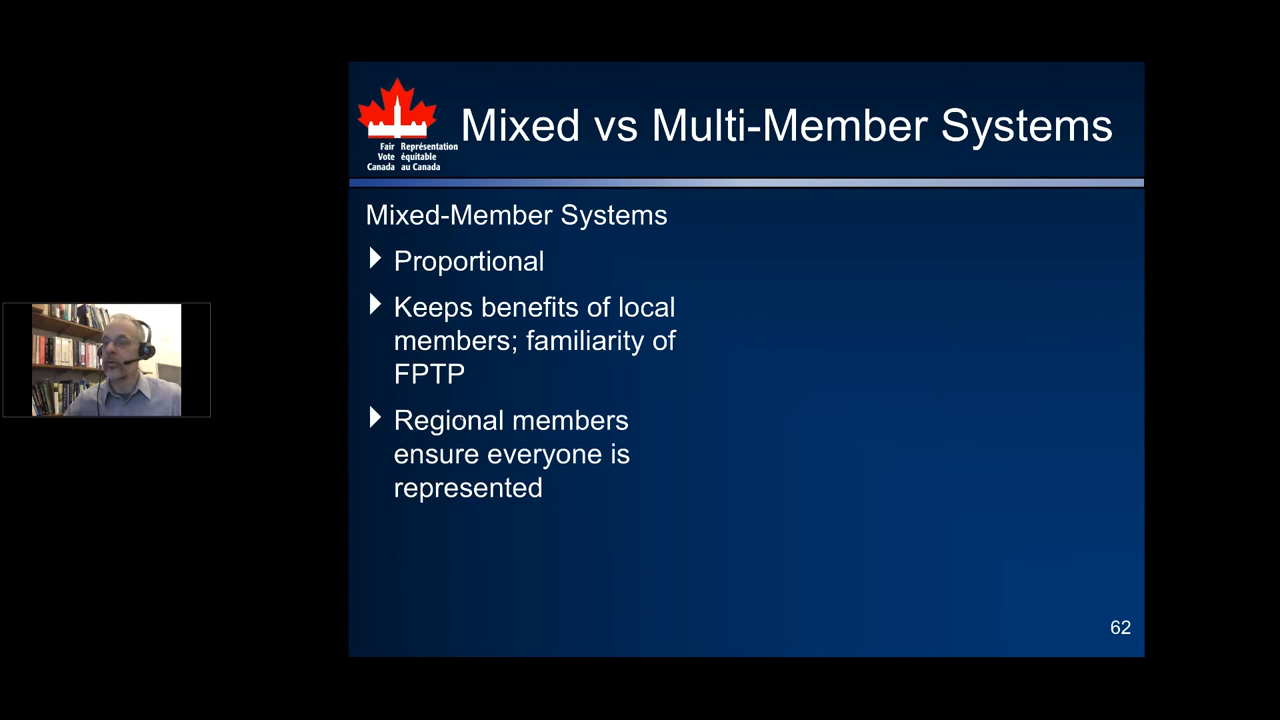 Mixed vs Multi-Member Systems
Fair Représentation
Vote équitable
Canada au Canada
Mixed-Member Systems
Proportional
Keeps benefits of local
members; familiarity of
FPTP
Regional members
ensure everyone is
represented
62